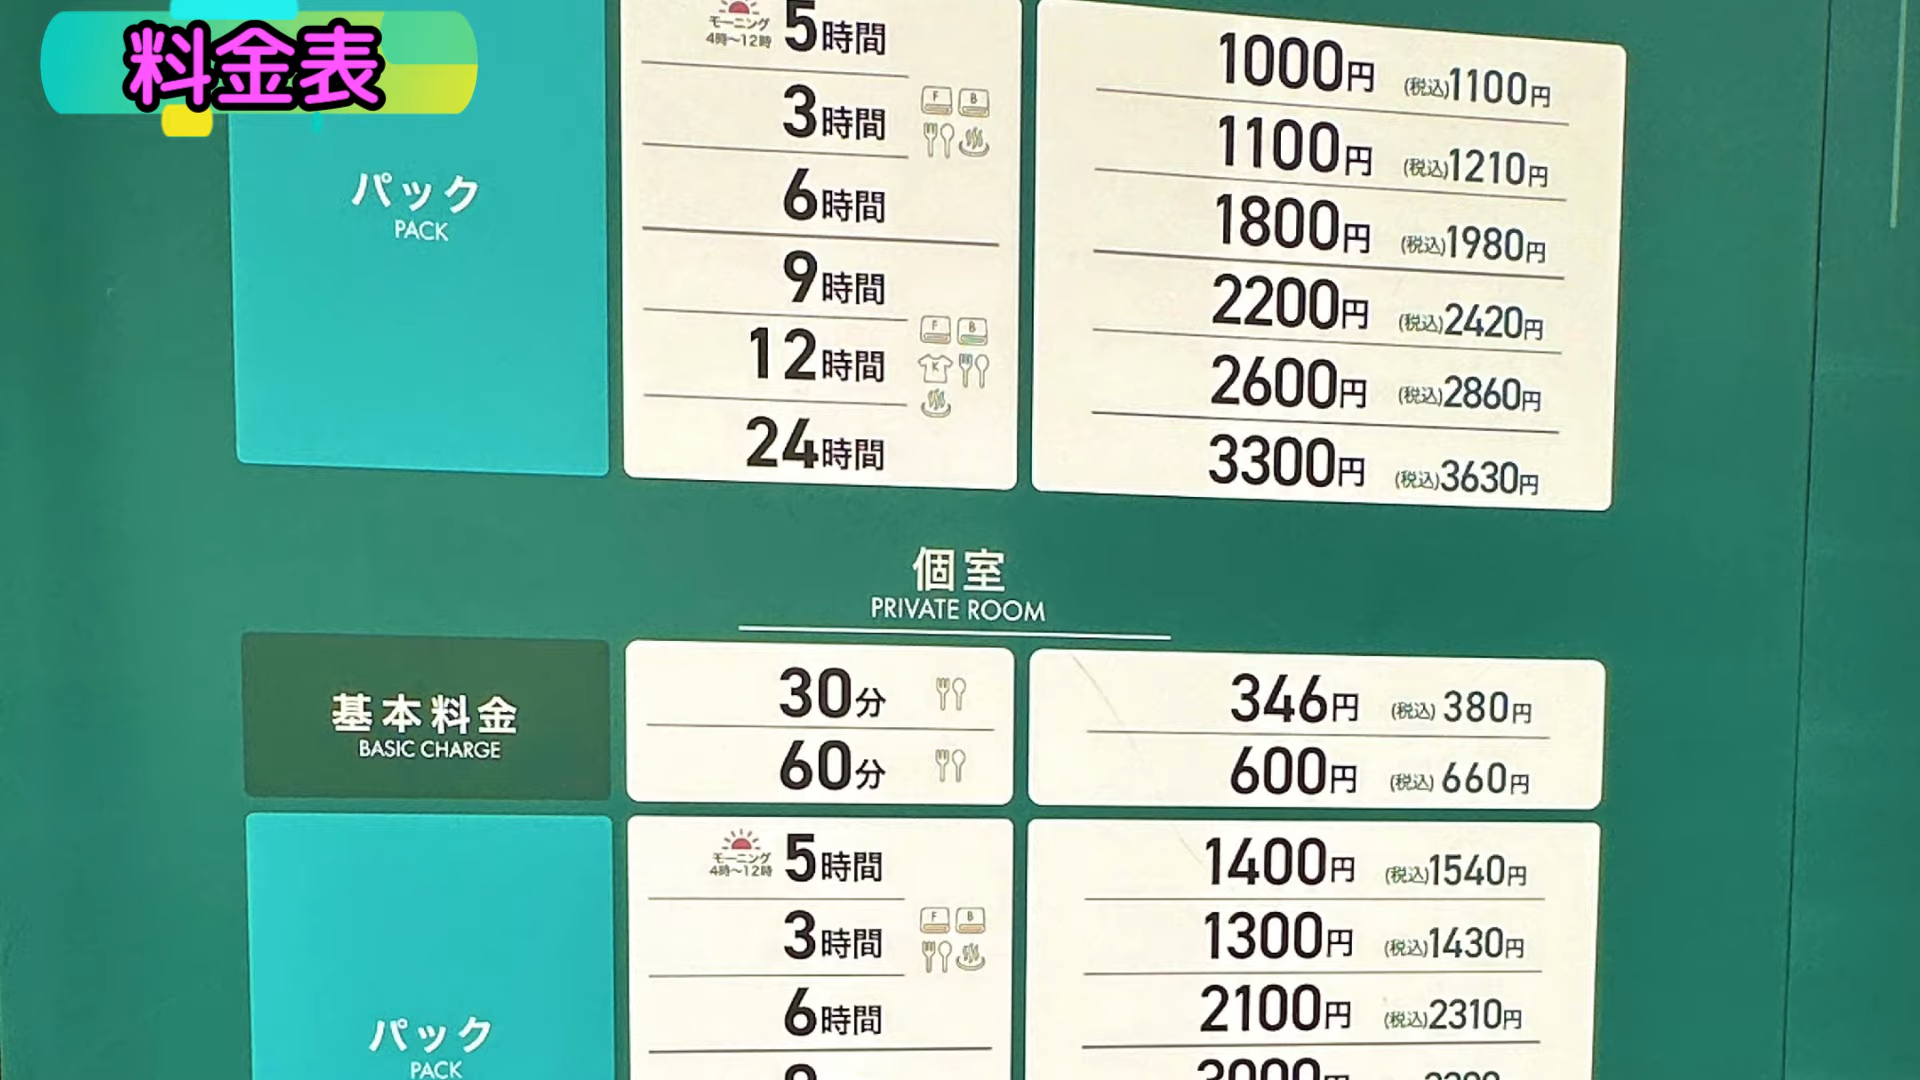 料金表
パック
PACK
モーニング
4時~12時
5時間 1000円 (税込)1100円
3時間 F B 1100円 (税込)1210円
6時間 1800円 (税込)1980円
9時間 2200円 (税込)2420円
12時間 F B K 2600円 (税込)2860円
24時間 3300円 (税込)3630円
個室
PRIVATE ROOM
基本料金
BASIC CHARGE
30分 346円 (税込) 380円
60分 600円 (税込) 660円
パック
PACK
モーニング
4時~12時
5時間 1400円 (税込)1540円
3時間 F B 1300円 (税込)1430円
6時間 2100円 (税込)2310円